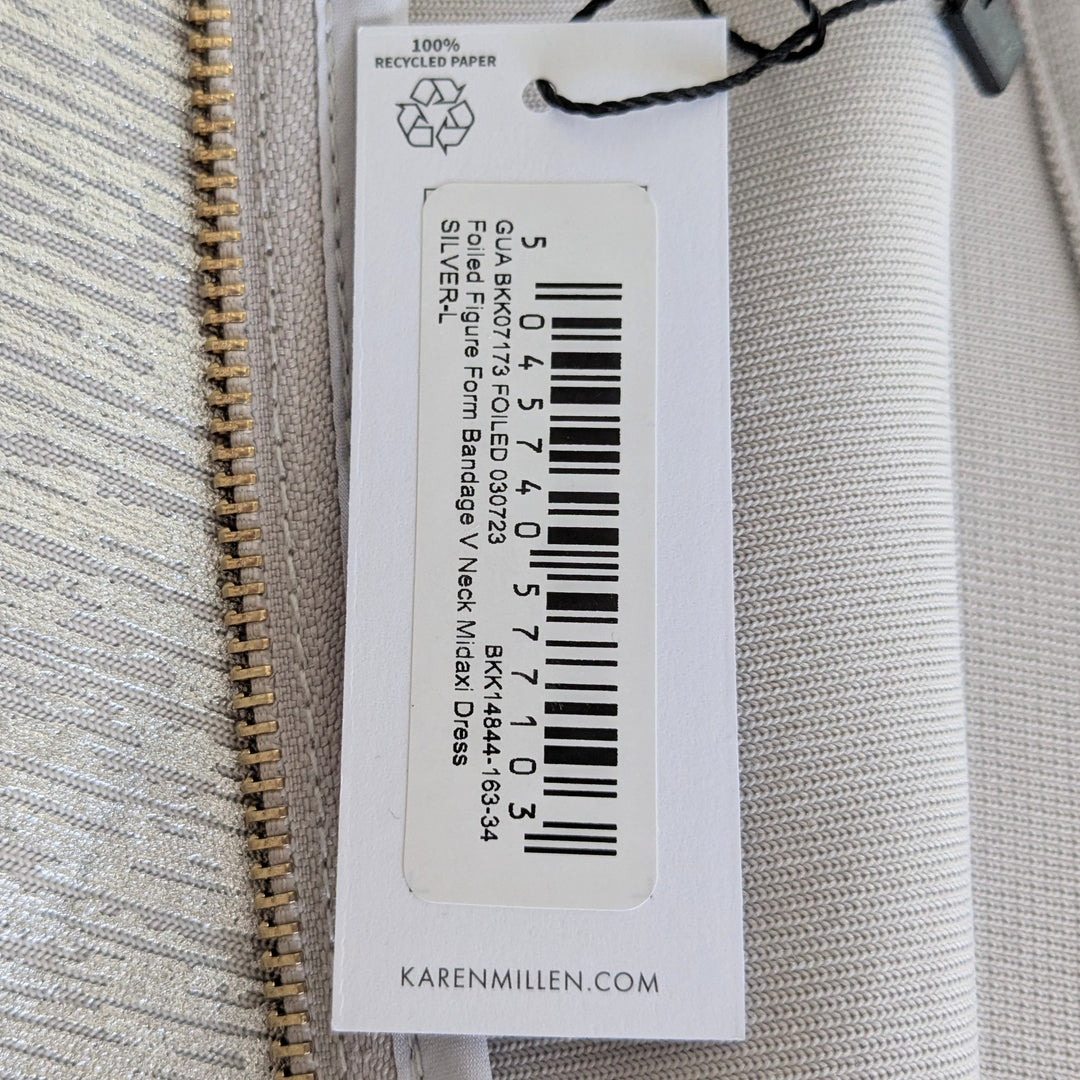 100%
RECYCLED PAPER
5 045740 577103
GUA BKK07173 FOILED 030723 BKK14844-163-34
Foiled Figure Form Bandage V Neck Midaxi Dress
SILVER-L
KARENMILLEN.COM